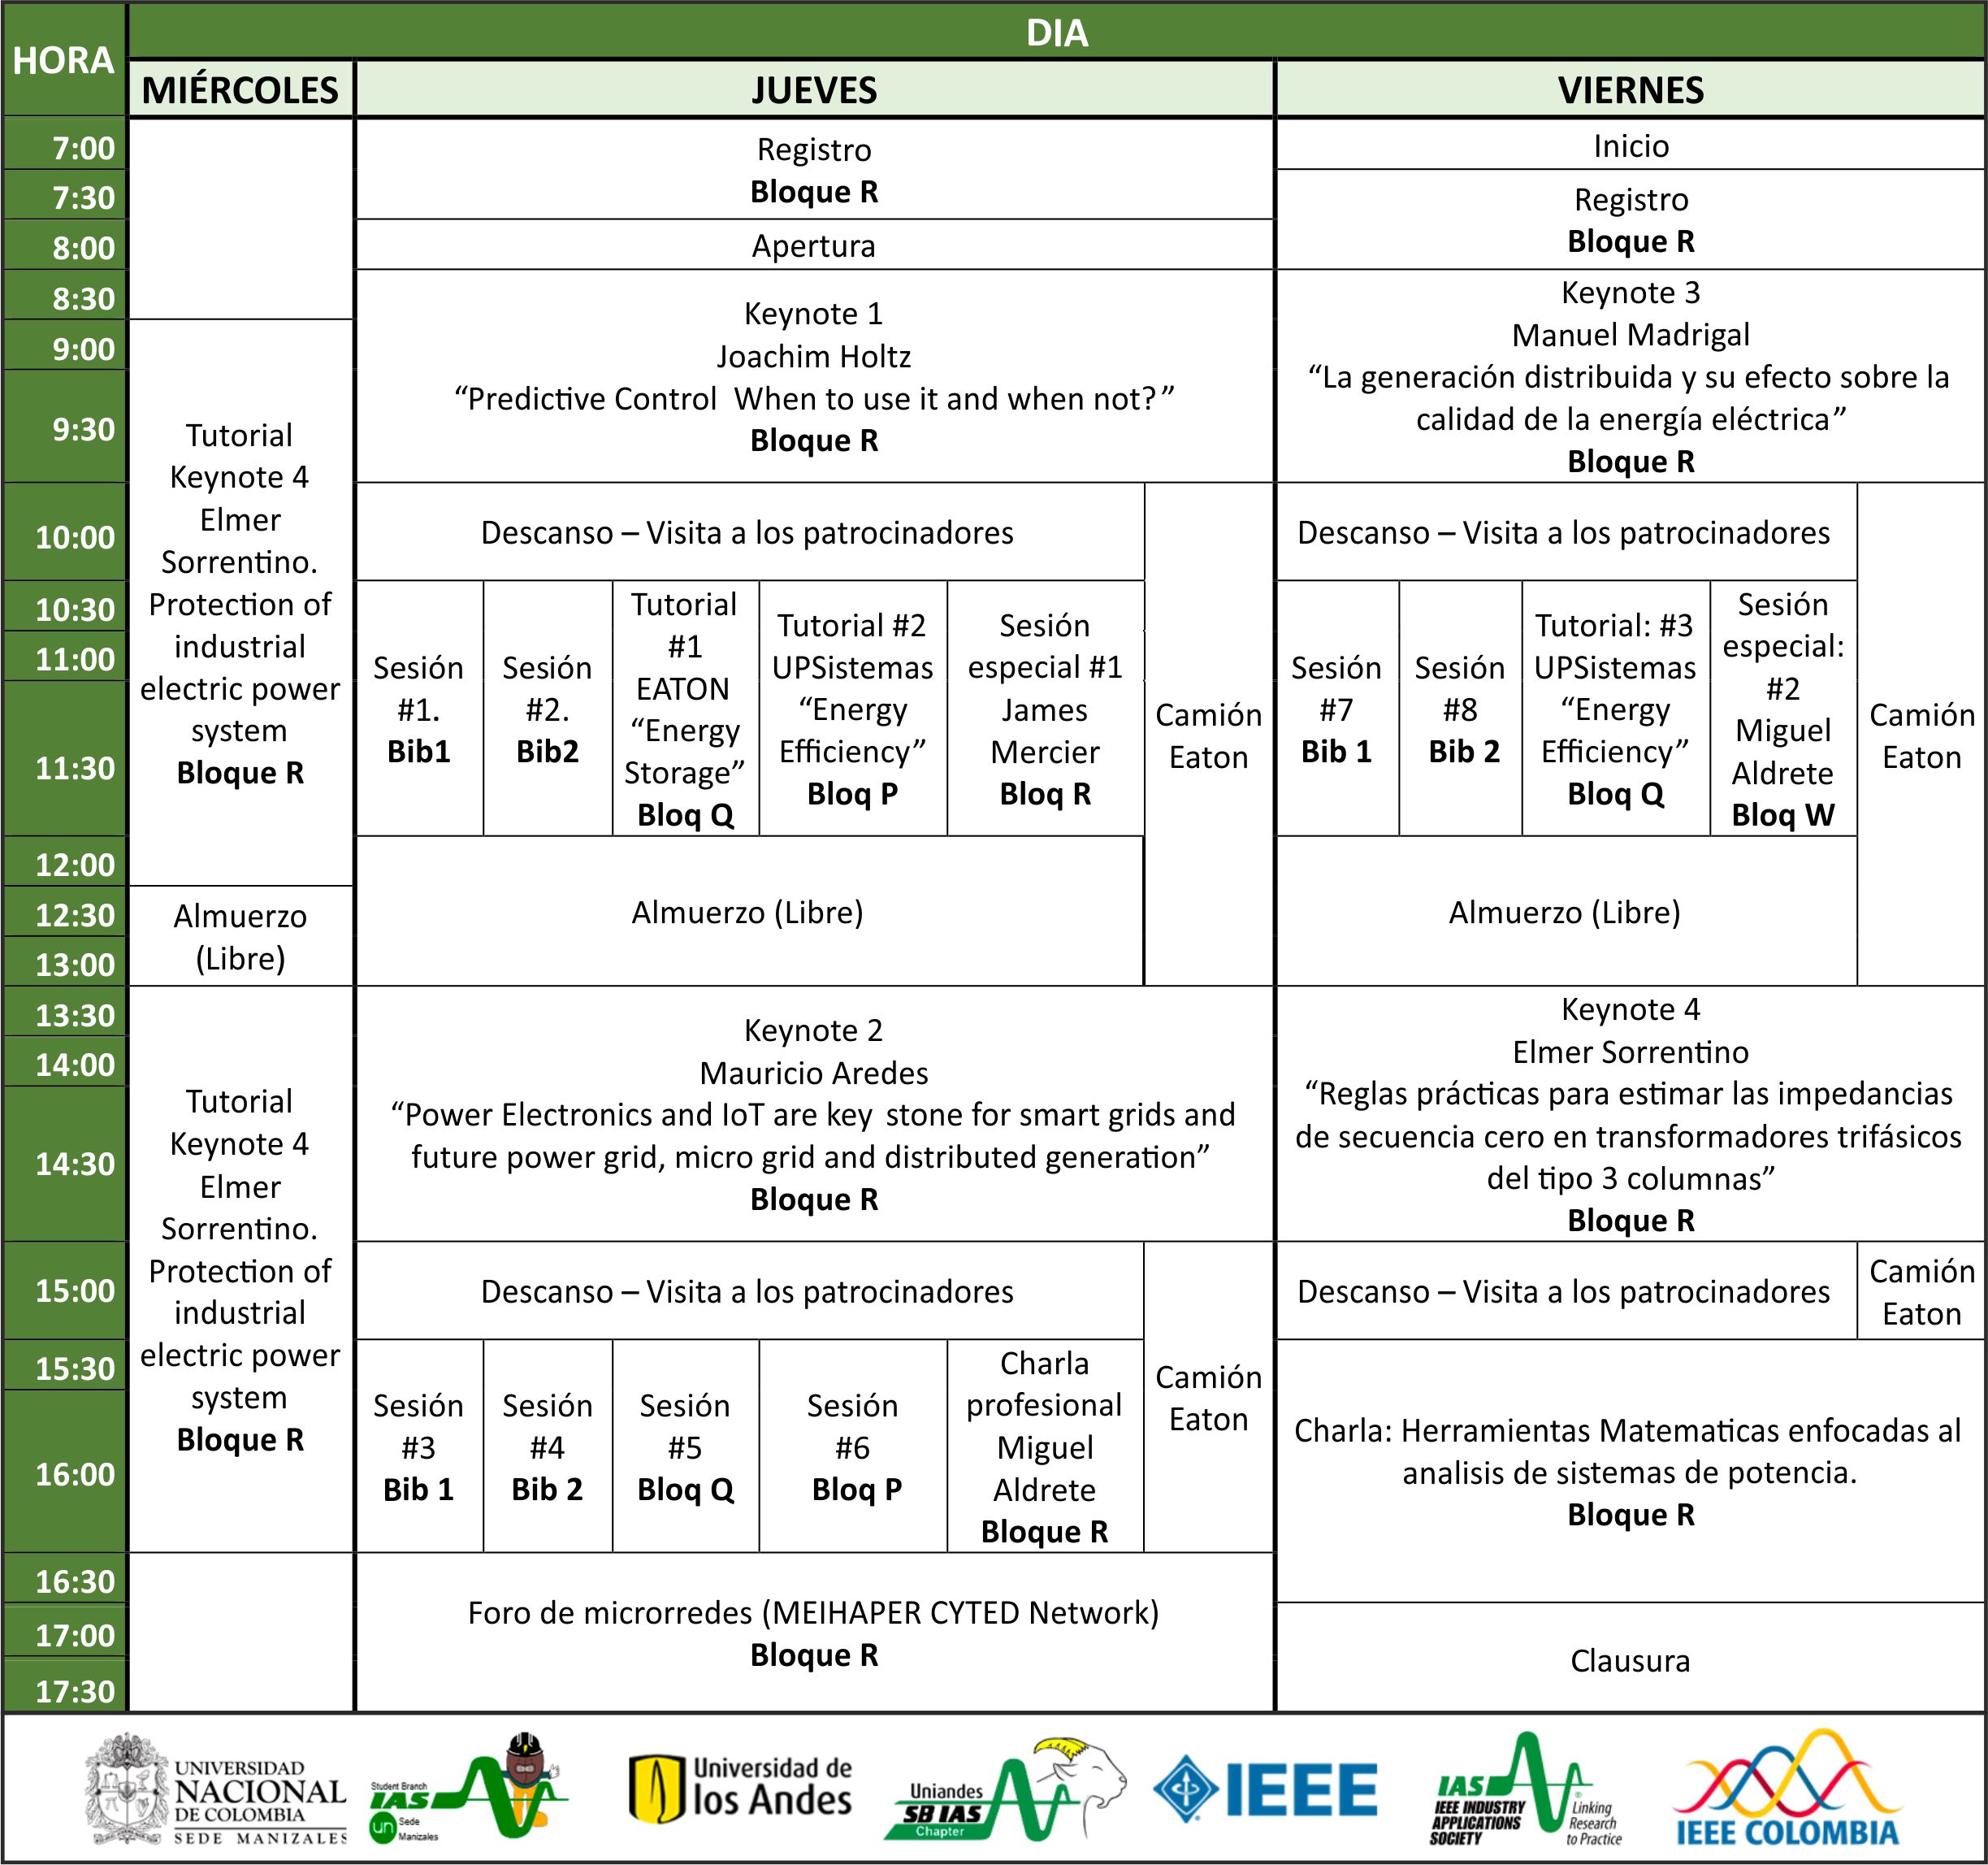 HORA
DIA
MIÉRCOLES
JUEVES
VIERNES
7:00
7:30
8:00
8:30
9:00
9:30
10:00
10:30
11:00
11:30
12:00
12:30
13:00
13:30
14:00
14:30
15:00
15:30
16:00
16:30
17:00
17:30
Tutorial
Keynote 4
Elmer
Sorrentino.
Protection of
industrial
electric power
system
Bloque R
Almuerzo
(Libre)
Tutorial
Keynote 4
Elmer
Sorrentino.
Protection of
industrial
electric power
system
Bloque R
Registro
Bloque R
Apertura
Keynote 1
Joachim Holtz
“Predictive Control When to use it and when not?”
Bloque R
Descanso – Visita a los patrocinadores
Sesión
#1.
Bib1
Sesión
#2.
Bib2
Tutorial
#1
EATON
“Energy
Storage”
Bloq Q
Tutorial #2
UPSistemas
“Energy
Efficiency”
Bloq P
Sesión
especial #1
James
Mercier
Bloq R
Camión
Eaton
Almuerzo (Libre)
Keynote 2
Mauricio Aredes
“Power Electronics and IoT are key stone for smart grids and
future power grid, micro grid and distributed generation”
Bloque R
Descanso – Visita a los patrocinadores
Sesión
#3
Bib 1
Sesión
#4
Bib 2
Sesión
#5
Bloq Q
Sesión
#6
Bloq P
Charla
profesional
Miguel
Aldrete
Bloque R
Camión
Eaton
Foro de microrredes (MEIHAPER CYTED Network)
Bloque R
Inicio
Registro
Bloque R
Keynote 3
Manuel Madrigal
“La generación distribuida y su efecto sobre la
calidad de la energía eléctrica”
Bloque R
Descanso – Visita a los patrocinadores
Sesión
#7
Bib 1
Sesión
#8
Bib 2
Tutorial: #3
UPSistemas
“Energy
Efficiency”
Bloq Q
Sesión
especial:
#2
Miguel
Aldrete
Bloq W
Camión
Eaton
Almuerzo (Libre)
Keynote 4
Elmer Sorrentino
“Reglas prácticas para estimar las impedancias
de secuencia cero en transformadores trifásicos
del tipo 3 columnas”
Bloque R
Descanso – Visita a los patrocinadores
Camión
Eaton
Charla: Herramientas Matematicas enfocadas al
analisis de sistemas de potencia.
Bloque R
Clausura
UNIVERSIDAD
NACIONAL
DE COLOMBIA
SEDE MANIZALES
Student Branch
IAS
un Sede
Manizales
Universidad de
los Andes
Uniandes
SB IAS
Chapter
IEEE
IAS
IEEE INDUSTRY
APPLICATIONS
SOCIETY
Linking
Research
to Practice
IEEE COLOMBIA